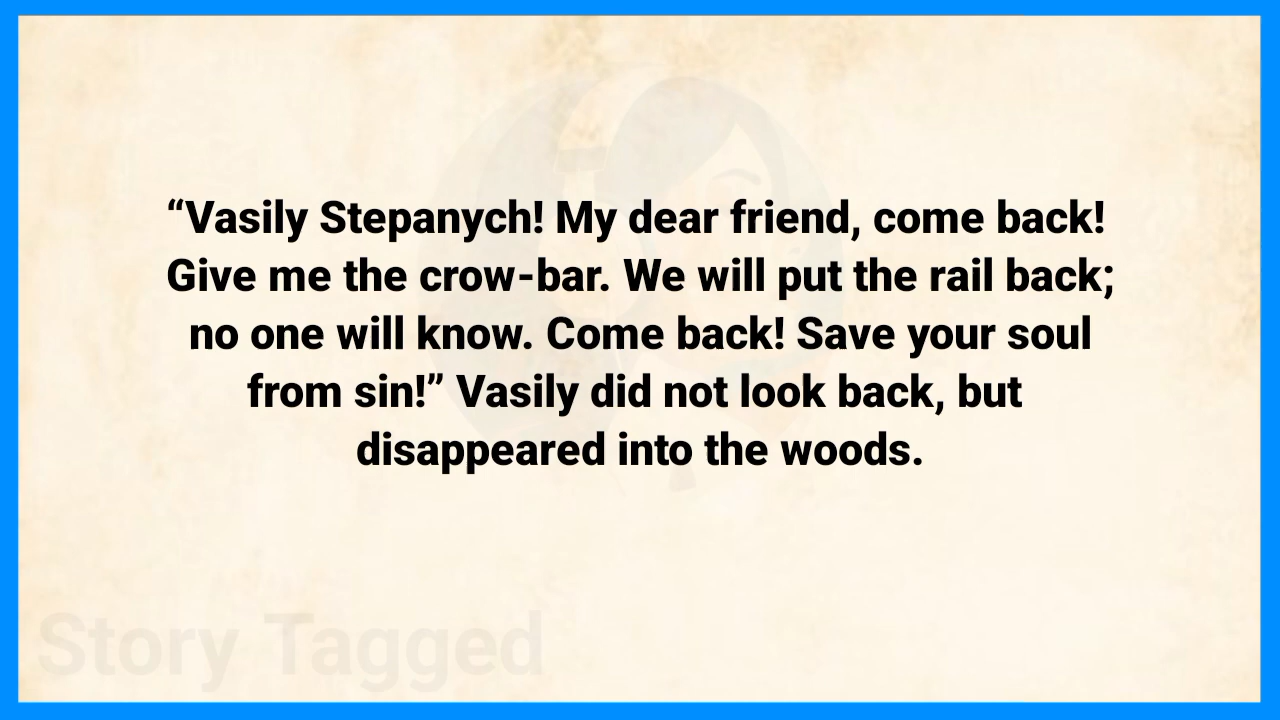 “Vasily Stepanych! My dear friend, come back!
Give me the crow-bar. We will put the rail back;
no one will know. Come back! Save your soul
from sin!” Vasily did not look back, but
disappeared into the woods.
Story Tagged